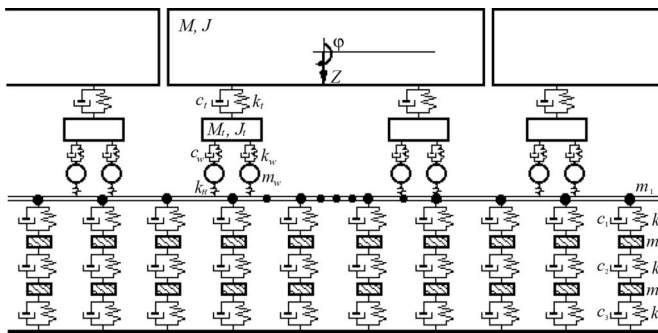 M, J
φ
Z
c_t
k_t
M_t, J_t
c_w
k_w
k_H
m_w
m_1
c_1
k
m
c_2
k
m
c_3
k